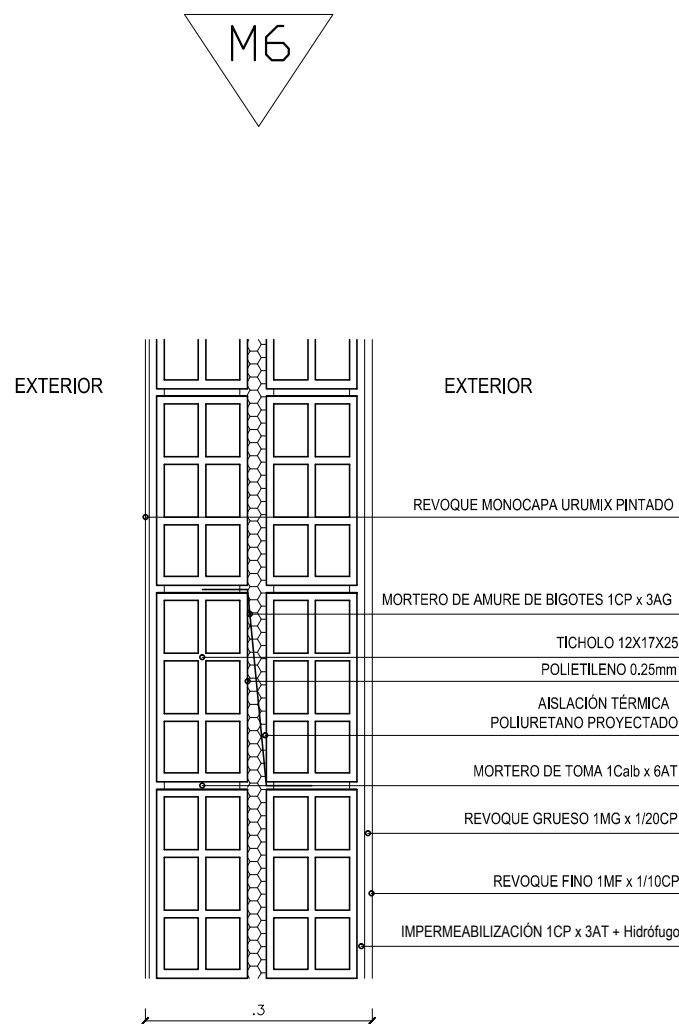 M6
EXTERIOR
EXTERIOR
REVOQUE MONOCAPA URUMIX PINTADO
MORTERO DE AMURE DE BIGOTES 1CP x 3AG
TICHOLO 12X17X25
POLIETILENO 0.25mm
AISLACIÓN TÉRMICA
POLIURETANO PROYECTADO
MORTERO DE TOMA 1Calb x 6AT
REVOQUE GRUESO 1MG x 1/20CP
REVOQUE FINO 1MF x 1/10CP
IMPERMEABILIZACIÓN 1CP x 3AT + Hidrófugo
.3